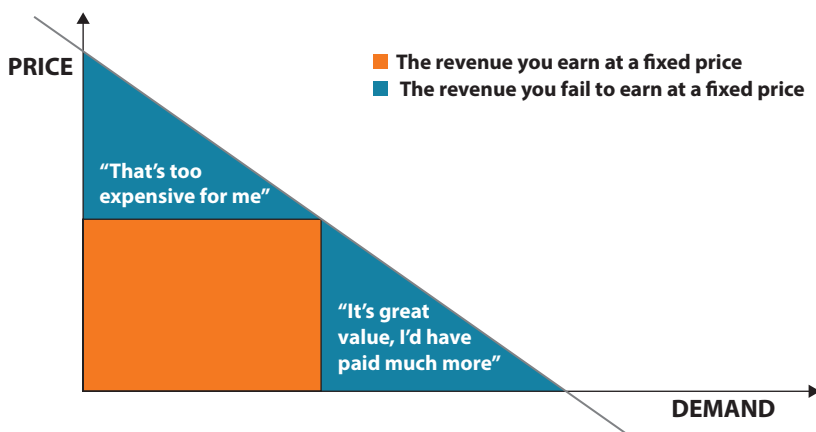 PRICE
The revenue you earn at a fixed price
The revenue you fail to earn at a fixed price
“That’s too
expensive for me”
“It’s great
value, I’d have
paid much more”
DEMAND